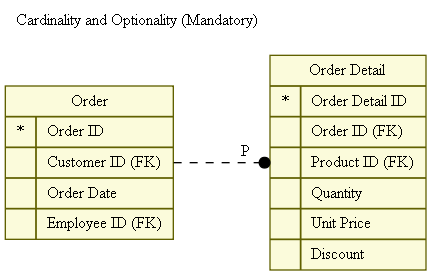 Cardinality and Optionality (Mandatory)
Order
* Order ID
Customer ID (FK)
Order Date
Employee ID (FK)
P
Order Detail
* Order Detail ID
Order ID (FK)
Product ID (FK)
Quantity
Unit Price
Discount